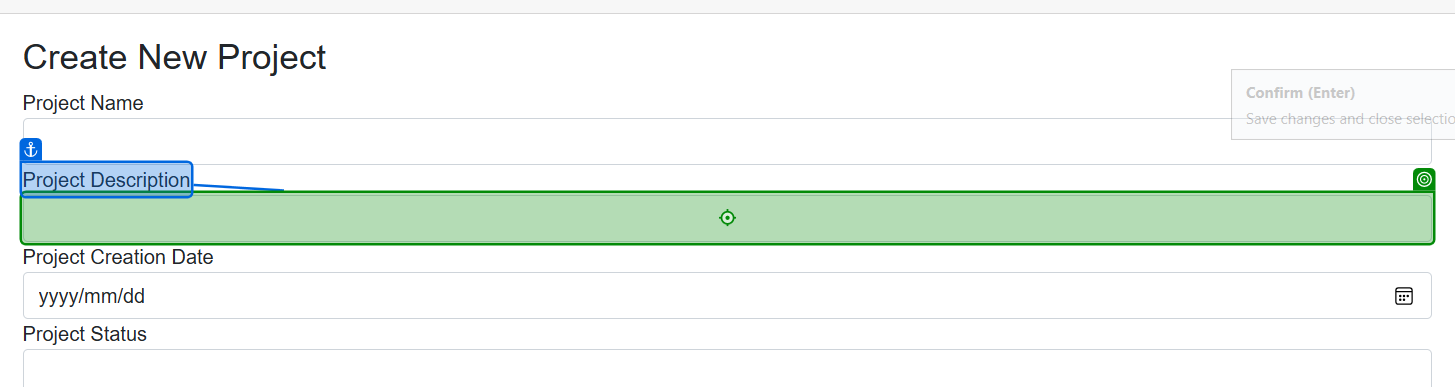 Create New Project
Project Name
Confirm (Enter)
Save changes and close selectio
Project Description
Project Creation Date
yyyy/mm/dd
Project Status